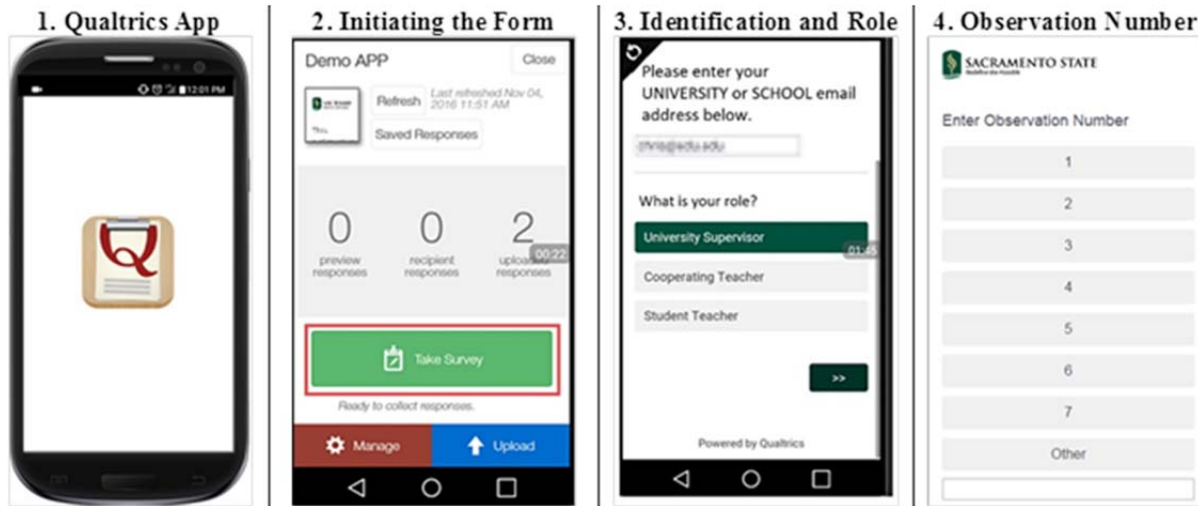 1. Qualtrics App
12:01 PM
Q
2. Initiating the Form
Demo APP
Close
Refresh
Last refreshed Nov 04,
2016 11:51 AM
Saved Responses
0
preview
responses
0
recipient
responses
2
responses
00:22
Take Survey
Ready to collect responses.
Manage
Upload
3. Identification and Role
Please enter your
UNIVERSITY or SCHOOL email
address below.
What is your role?
University Supervisor
01:45
Cooperating Teacher
Student Teacher
>>
Powered by Qualtrics
4. Observation Number
SACRAMENTO STATE
Redefine the Possible
Enter Observation Number
1
2
3
4
5
6
7
Other